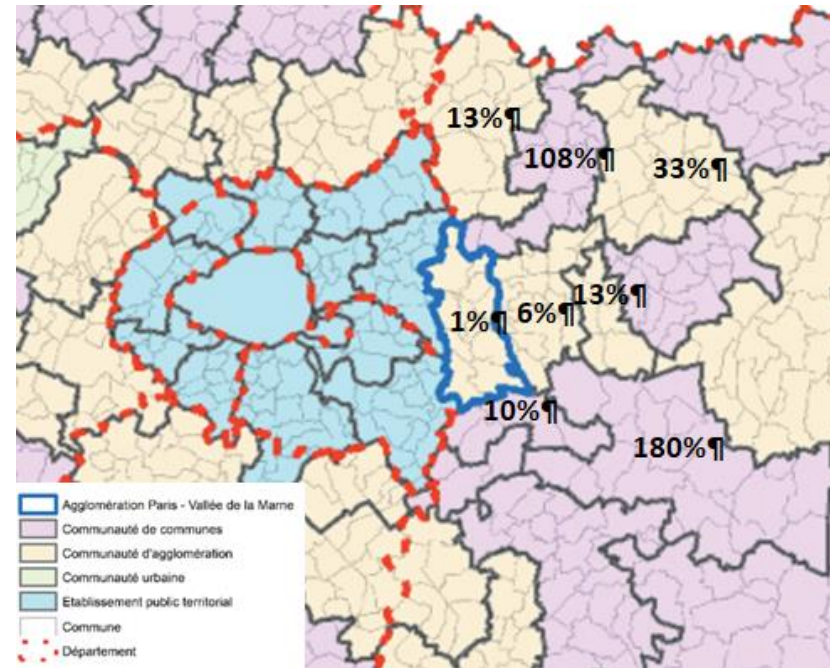 13%¶
108%¶
33%¶
13%¶
1%¶
6%¶
10%¶
180%¶
Agglomération Paris - Vallée de la Marne
Communauté de communes
Communauté d'agglomération
Communauté urbaine
Etablissement public territorial
Commune
Département